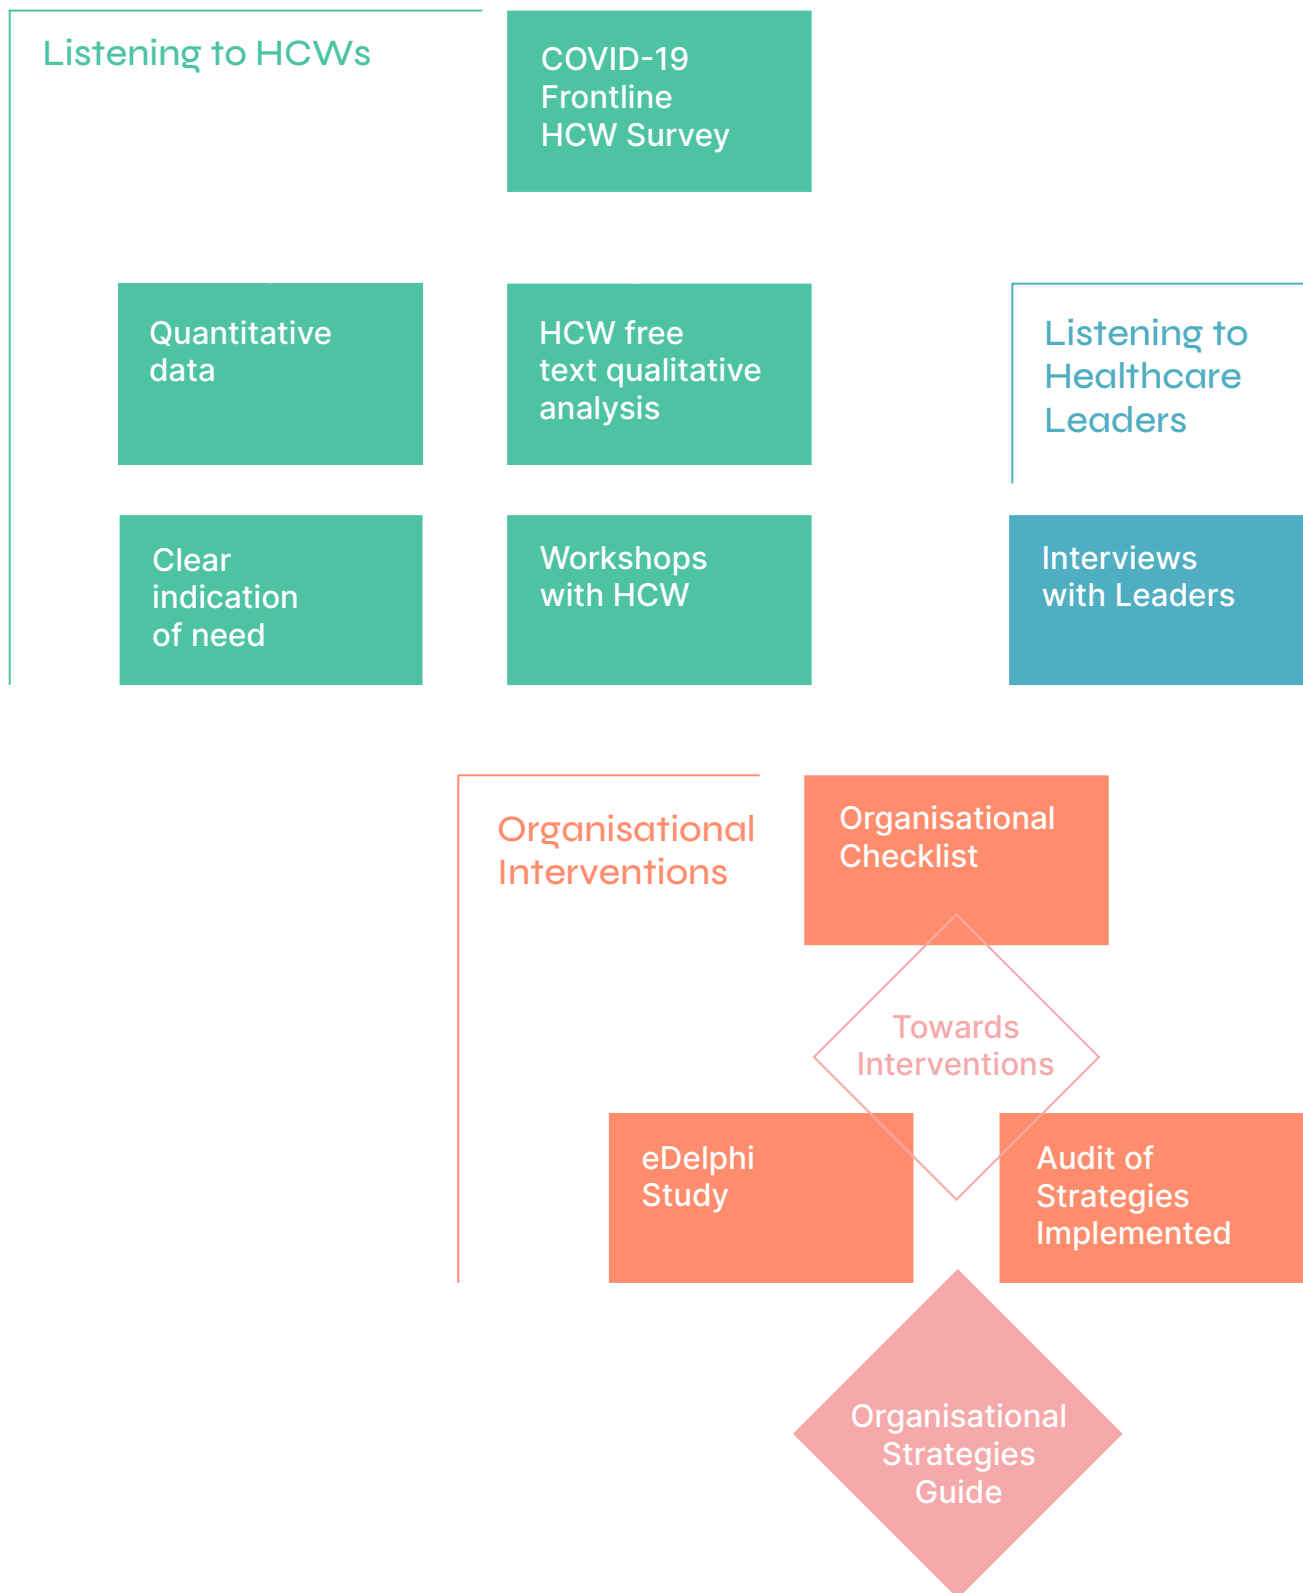 Listening to HCWs
COVID-19
Frontline
HCW Survey
Quantitative
data
HCW free
text qualitative
analysis
Listening to
Healthcare
Leaders
Clear
indication
of need
Workshops
with HCW
Interviews
with Leaders
Organisational
Interventions
Organisational
Checklist
Towards
Interventions
eDelphi
Study
Audit of
Strategies
Implemented
Organisational
Strategies
Guide